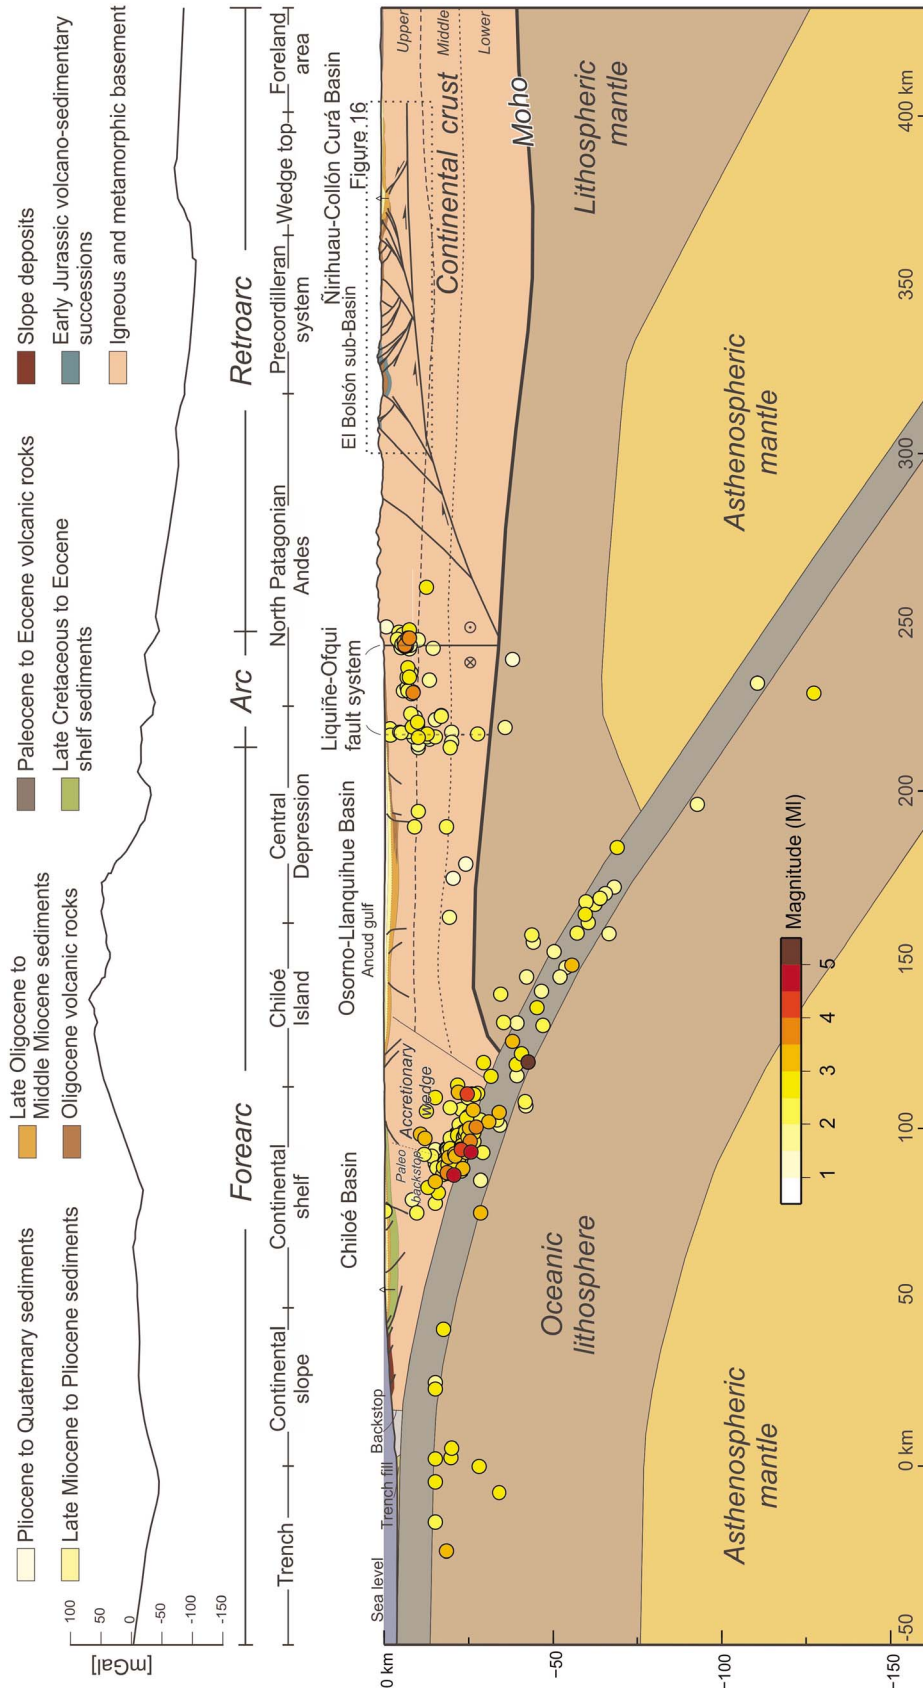 Pliocene to Quaternary sediments
Late Miocene to Pliocene sediments
Late Oligocene to
Middle Miocene sediments
Oligocene volcanic rocks
Paleocene to Eocene volcanic rocks
Late Cretaceous to Eocene
shelf sediments
Slope deposits
Early Jurassic volcano-sedimentary
successions
Igneous and metamorphic basement
[mGal]
100
50
0
-50
-100
-150
Forearc
Arc
Retroarc
Trench
Continental
slope
Continental
shelf
Chiloé
Island
Central
Depression
North Patagonian
Andes
Precordilleran
system
Wedge top
Foreland
area
Chiloé Basin
Osorno-Llanquihue Basin
Ancud gulf
Liquiñe-Ofqui
fault system
El Bolsón sub-Basin
Ñirihuau-Collón Curá Basin
Figure 16
Sea level
Trench fill
Backstop
Paleo
backstop
Accretionary
wedge
Upper
Middle
Lower
Continental crust
Moho
Lithospheric
mantle
Oceanic
lithosphere
Asthenospheric
mantle
Asthenospheric
mantle
Magnitude (Ml)
1
2
3
4
5
0 km
-50
-100
-150
-50
0 km
50
100
150
200
250
300
350
400 km